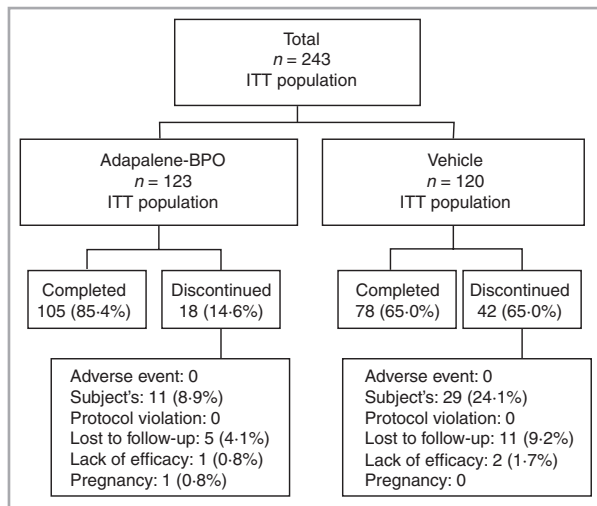 Total
n = 243
ITT population
Adapalene-BPO
n = 123
ITT population
Vehicle
n = 120
ITT population
Completed
105 (85·4%)
Discontinued
18 (14·6%)
Completed
78 (65·0%)
Discontinued
42 (65·0%)
Adverse event: 0
Subject's: 11 (8·9%)
Protocol violation: 0
Lost to follow-up: 5 (4·1%)
Lack of efficacy: 1 (0·8%)
Pregnancy: 1 (0·8%)
Adverse event: 0
Subject's: 29 (24·1%)
Protocol violation: 0
Lost to follow-up: 11 (9·2%)
Lack of efficacy: 2 (1·7%)
Pregnancy: 0